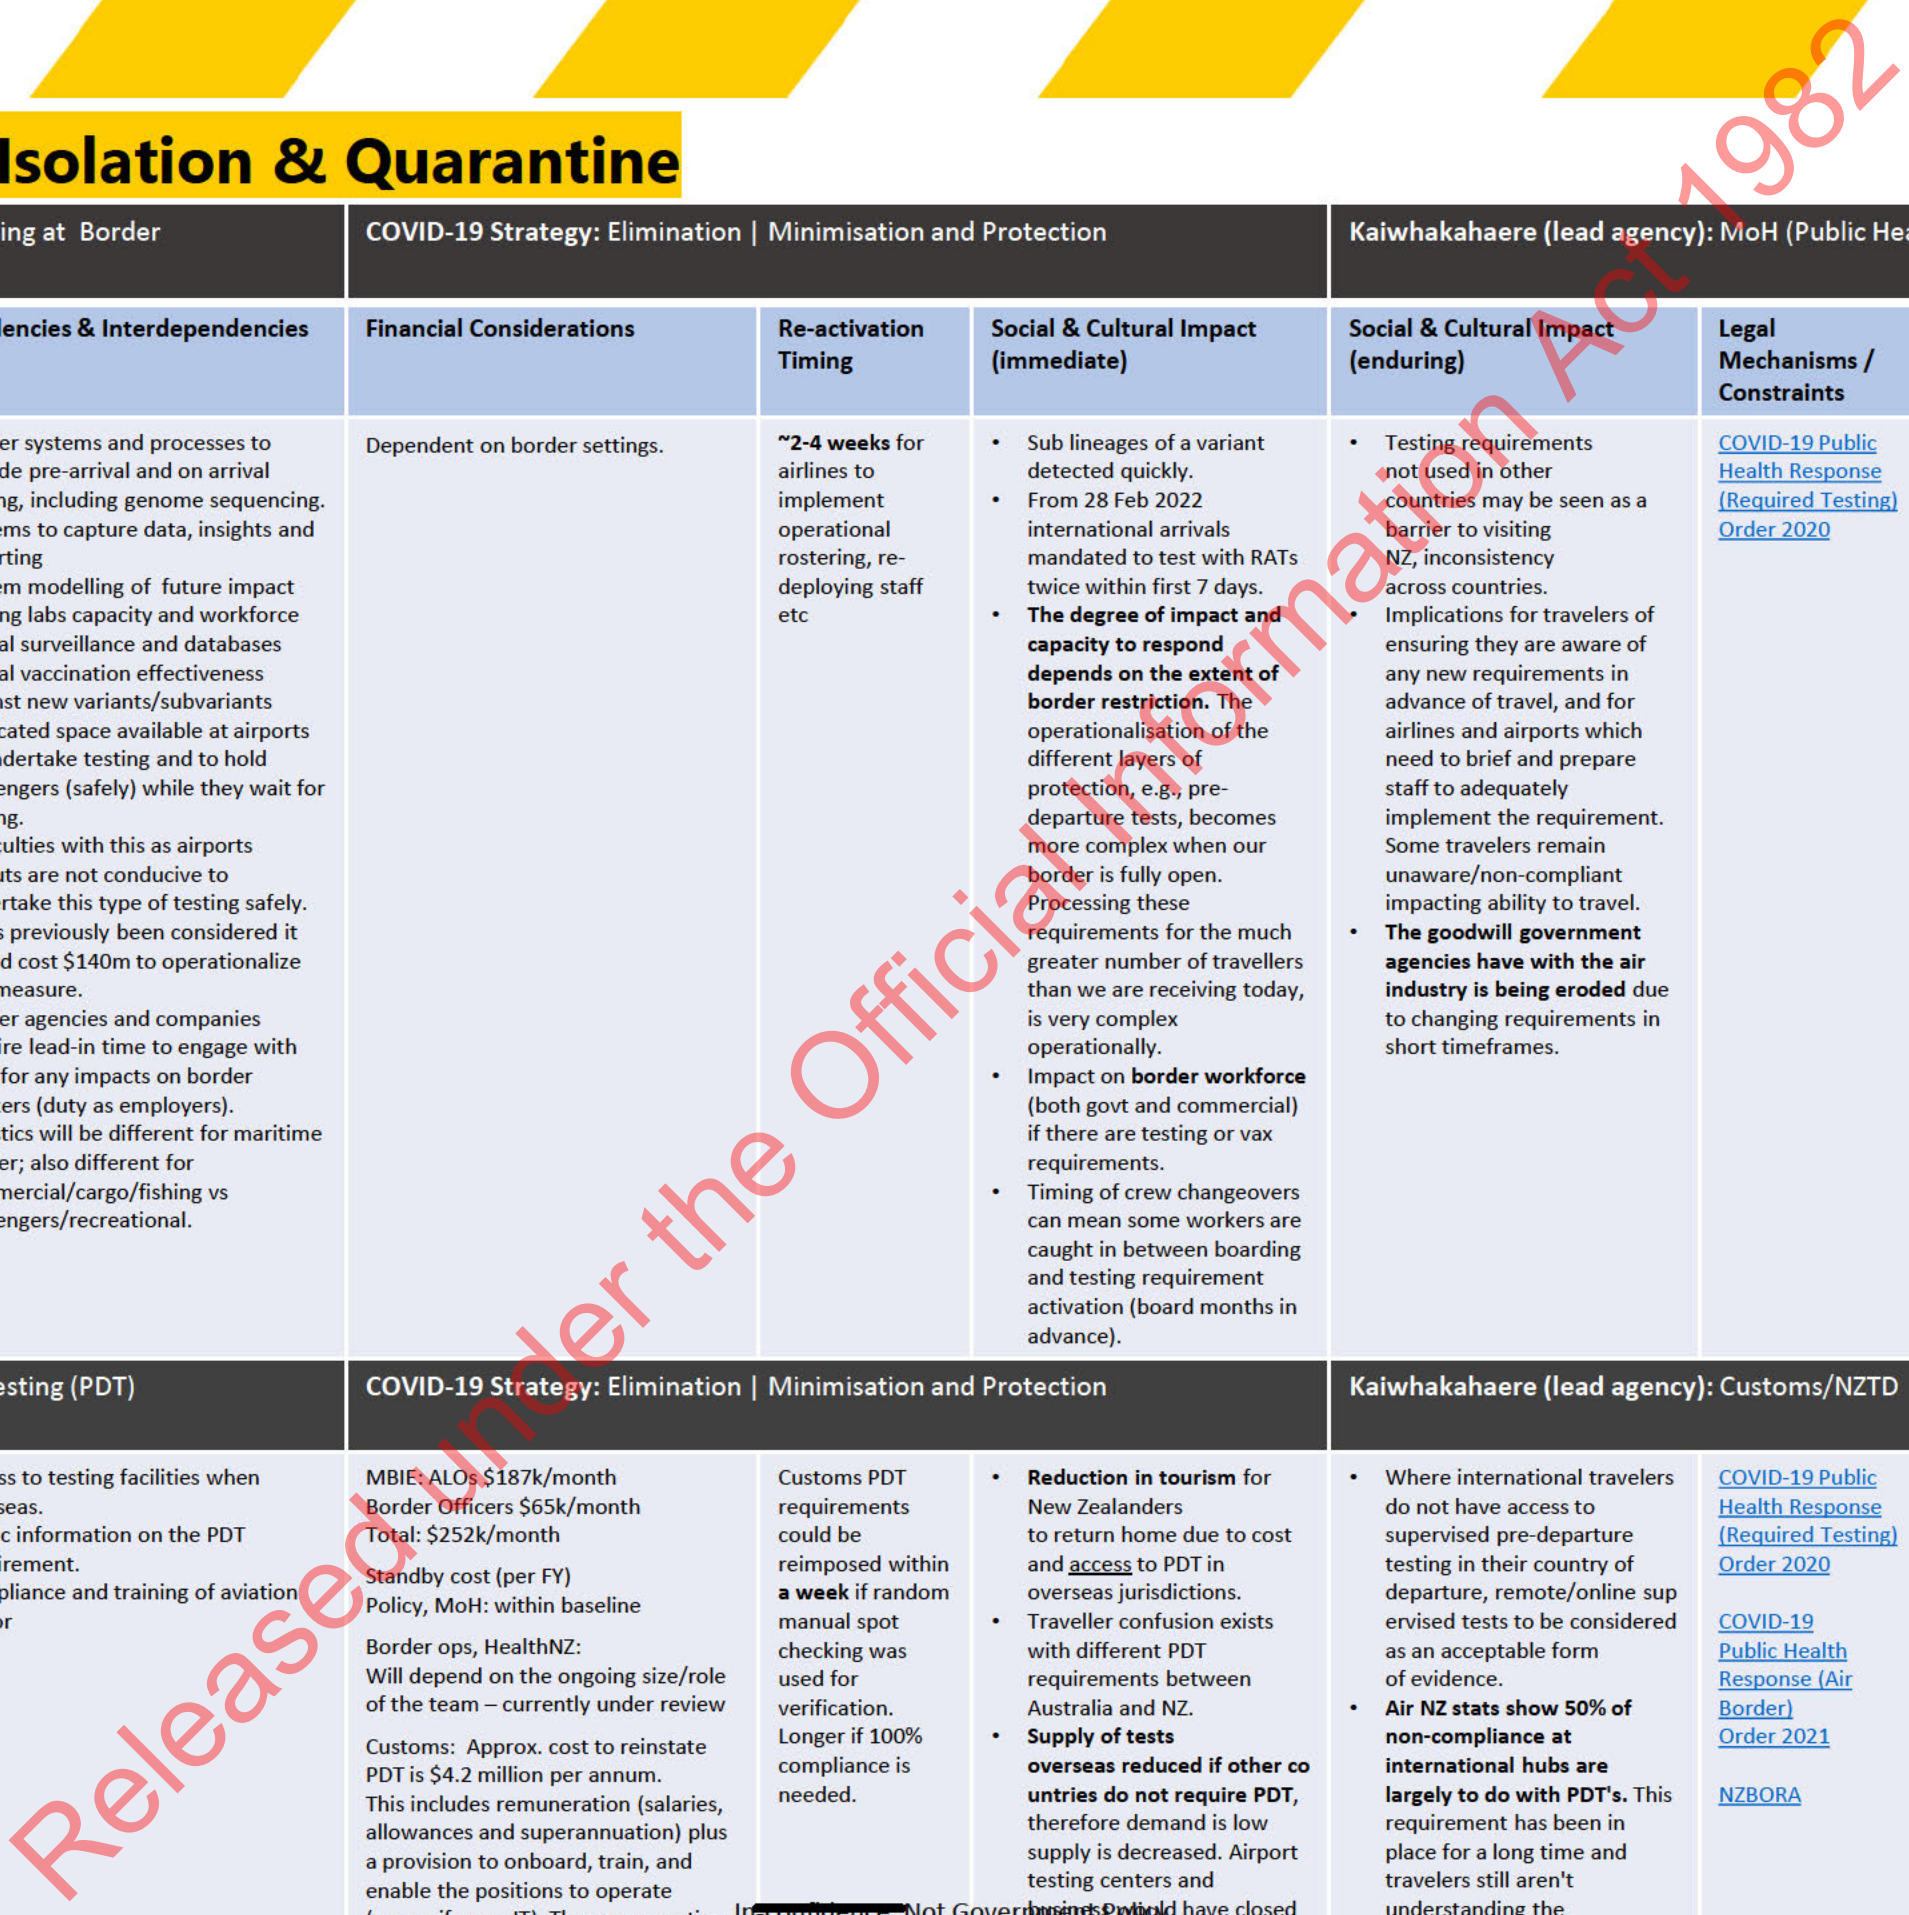 Isolation & Quarantine
ing at Border
COVID-19 Strategy: Elimination | Minimisation and Protection
Kaiwhakahaere (lead agency): MoH (Public Hea
encies & Interdependencies
Financial Considerations
Re-activation
Timing
Social & Cultural Impact
(immediate)
Social & Cultural Impact
(enduring)
Legal
Mechanisms /
Constraints
er systems and processes to
de pre-arrival and on arrival
ng, including genome sequencing.
ems to capture data, insights and
rting
em modelling of future impact
ng labs capacity and workforce
al surveillance and databases
al vaccination effectiveness
nst new variants/subvariants
cated space available at airports
ndertake testing and to hold
engers (safely) while they wait for
ng.
culties with this as airports
uts are not conducive to
rtake this type of testing safely.
s previously been considered it
d cost $140m to operationalize
measure.
er agencies and companies
ire lead-in time to engage with
for any impacts on border
kers (duty as employers).
stics will be different for maritime
er; also different for
mercial/cargo/fishing vs
engers/recreational.
Dependent on border settings.
~2-4 weeks for
airlines to
implement
operational
rostering, re-
deploying staff
etc
• Sub lineages of a variant
detected quickly.
• From 28 Feb 2022
international arrivals
mandated to test with RATs
twice within first 7 days.
• The degree of impact and
capacity to respond
depends on the extent of
border restriction. The
operationalisation of the
different layers of
protection, e.g., pre-
departure tests, becomes
more complex when our
border is fully open.
Processing these
requirements for the much
greater number of travellers
than we are receiving today,
is very complex
operationally.
• Impact on border workforce
(both govt and commercial)
if there are testing or vax
requirements.
• Timing of crew changeovers
can mean some workers are
caught in between boarding
and testing requirement
activation (board months in
advance).
• Testing requirements
not used in other
countries may be seen as a
barrier to visiting
NZ, inconsistency
across countries.
• Implications for travelers of
ensuring they are aware of
any new requirements in
advance of travel, and for
airlines and airports which
need to brief and prepare
staff to adequately
implement the requirement.
Some travelers remain
unaware/non-compliant
impacting ability to travel.
• The goodwill government
agencies have with the air
industry is being eroded due
to changing requirements in
short timeframes.
COVID-19 Public
Health Response
(Required Testing)
Order 2020
esting (PDT)
COVID-19 Strategy: Elimination | Minimisation and Protection
Kaiwhakahaere (lead agency): Customs/NZTD
ss to testing facilities when
seas.
c information on the PDT
irement.
pliance and training of aviation
or
MBIE: ALOs $187k/month
Border Officers $65k/month
Total: $252k/month
Standby cost (per FY)
Policy, MoH: within baseline
Border ops, HealthNZ:
Will depend on the ongoing size/role
of the team – currently under review
Customs: Approx. cost to reinstate
PDT is $4.2 million per annum.
This includes remuneration (salaries,
allowances and superannuation) plus
a provision to onboard, train, and
enable the positions to operate
Customs PDT
requirements
could be
reimposed within
a week if random
manual spot
checking was
used for
verification.
Longer if 100%
compliance is
needed.
• Reduction in tourism for
New Zealanders
to return home due to cost
and access to PDT in
overseas jurisdictions.
• Traveller confusion exists
with different PDT
requirements between
Australia and NZ.
• Supply of tests
overseas reduced if other co
untries do not require PDT,
therefore demand is low
supply is decreased. Airport
testing centers and
business would have closed
• Where international travelers
do not have access to
supervised pre-departure
testing in their country of
departure, remote/online sup
ervised tests to be considered
as an acceptable form
of evidence.
• Air NZ stats show 50% of
non-compliance at
international hubs are
largely to do with PDT's. This
requirement has been in
place for a long time and
travelers still aren't
understanding the
COVID-19 Public
Health Response
(Required Testing)
Order 2020
COVID-19
Public Health
Response (Air
Border)
Order 2021
NZBORA
Not Government Policy
Released under the Official Information Act 1982